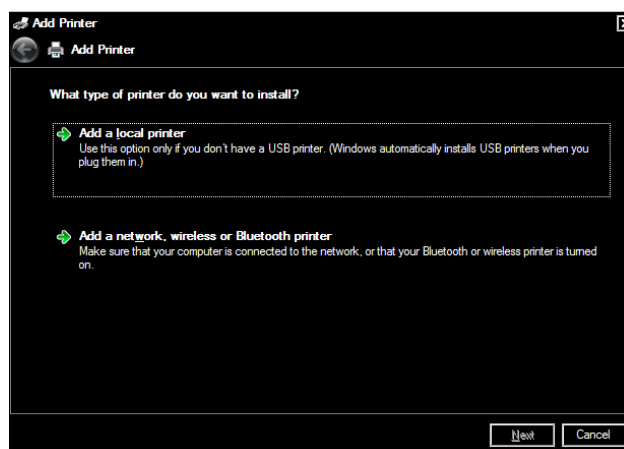 Add Printer
Add Printer
What type of printer do you want to install?
Add a local printer
Use this option only if you don't have a USB printer. (Windows automatically installs USB printers when you
plug them in.)
Add a network, wireless or Bluetooth printer
Make sure that your computer is connected to the network, or that your Bluetooth or wireless printer is turned
on.
Next
Cancel